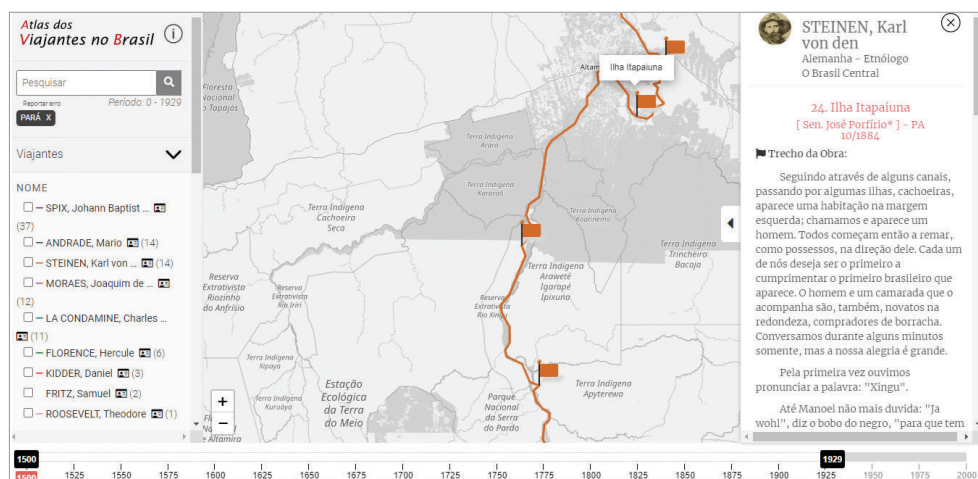 Atlas dos
Viajantes no Brasil
i
Pesquisar
Reportar erro
Período: 0 - 1929
PARÁ X
Viajantes
NOME
SPIX, Johann Baptist ...
(37)
ANDRADE, Mario (14)
STEINEN, Karl von ... (14)
MORAES, Joaquim de ...
(12)
LA CONDAMINE, Charles ...
(11)
FLORENCE, Hercule (6)
KIDDER, Daniel (3)
FRITZ, Samuel (2)
ROOSEVELT, Theodore (1)
Floresta
Nacional
o Tapajós
Altam
Ilha Itapaiuna
Terra Indígena
Arara
Terra Indígena
Kararaô
Terra Indígena
Koatinemo
Terra Indígena
Cachoeira
Seca
Terra Indígena
Trincheira
Bacaja
Terra Indígena
Araweté
Igarapé
Ipixuna
Reserva
Extrativista
Riozinho
do Anfrísio
Reserva
Extrativista
Rio Iriri
Reserva
Extrativista
Rio Xingu
Terra Indígena
Xipaya
Terra Indígena
Kuruáya
Estação
Ecológica
da Terra
do Meio
Parque
Nacional
da Serra
do Pardo
Terra Indígena
Apyterewa
e Altamira
+
−
STEINEN, Karl
von den
Alemanha - Etnólogo
O Brasil Central
24. Ilha Itapaiuna
[ Sen. José Porfírio* ] - PA
10/1884
Trecho da Obra:
Seguindo através de alguns canais,
passando por algumas ilhas, cachoeiras,
aparece uma habitação na margem
esquerda; chamamos e aparece um
homem. Todos começam então a remar,
como possessos, na direção dele. Cada um
de nós deseja ser o primeiro a
cumprimentar o primeiro brasileiro que
aparece. O homem e um camarada que o
acompanha são, também, novatos na
redondeza, compradores de borracha.
Conversamos durante alguns minutos
somente, mas a nossa alegria é grande.
Pela primeira vez ouvimos
pronunciar a palavra: "Xingu".
Até Manoel não mais duvida: "Ja
wohl", diz o bobo do negro, "para que tem
1500
1929
1500 1525 1550 1575 1600 1625 1650 1675 1700 1725 1750 1775 1800 1825 1850 1875 1900 1925 1950 1975 2000